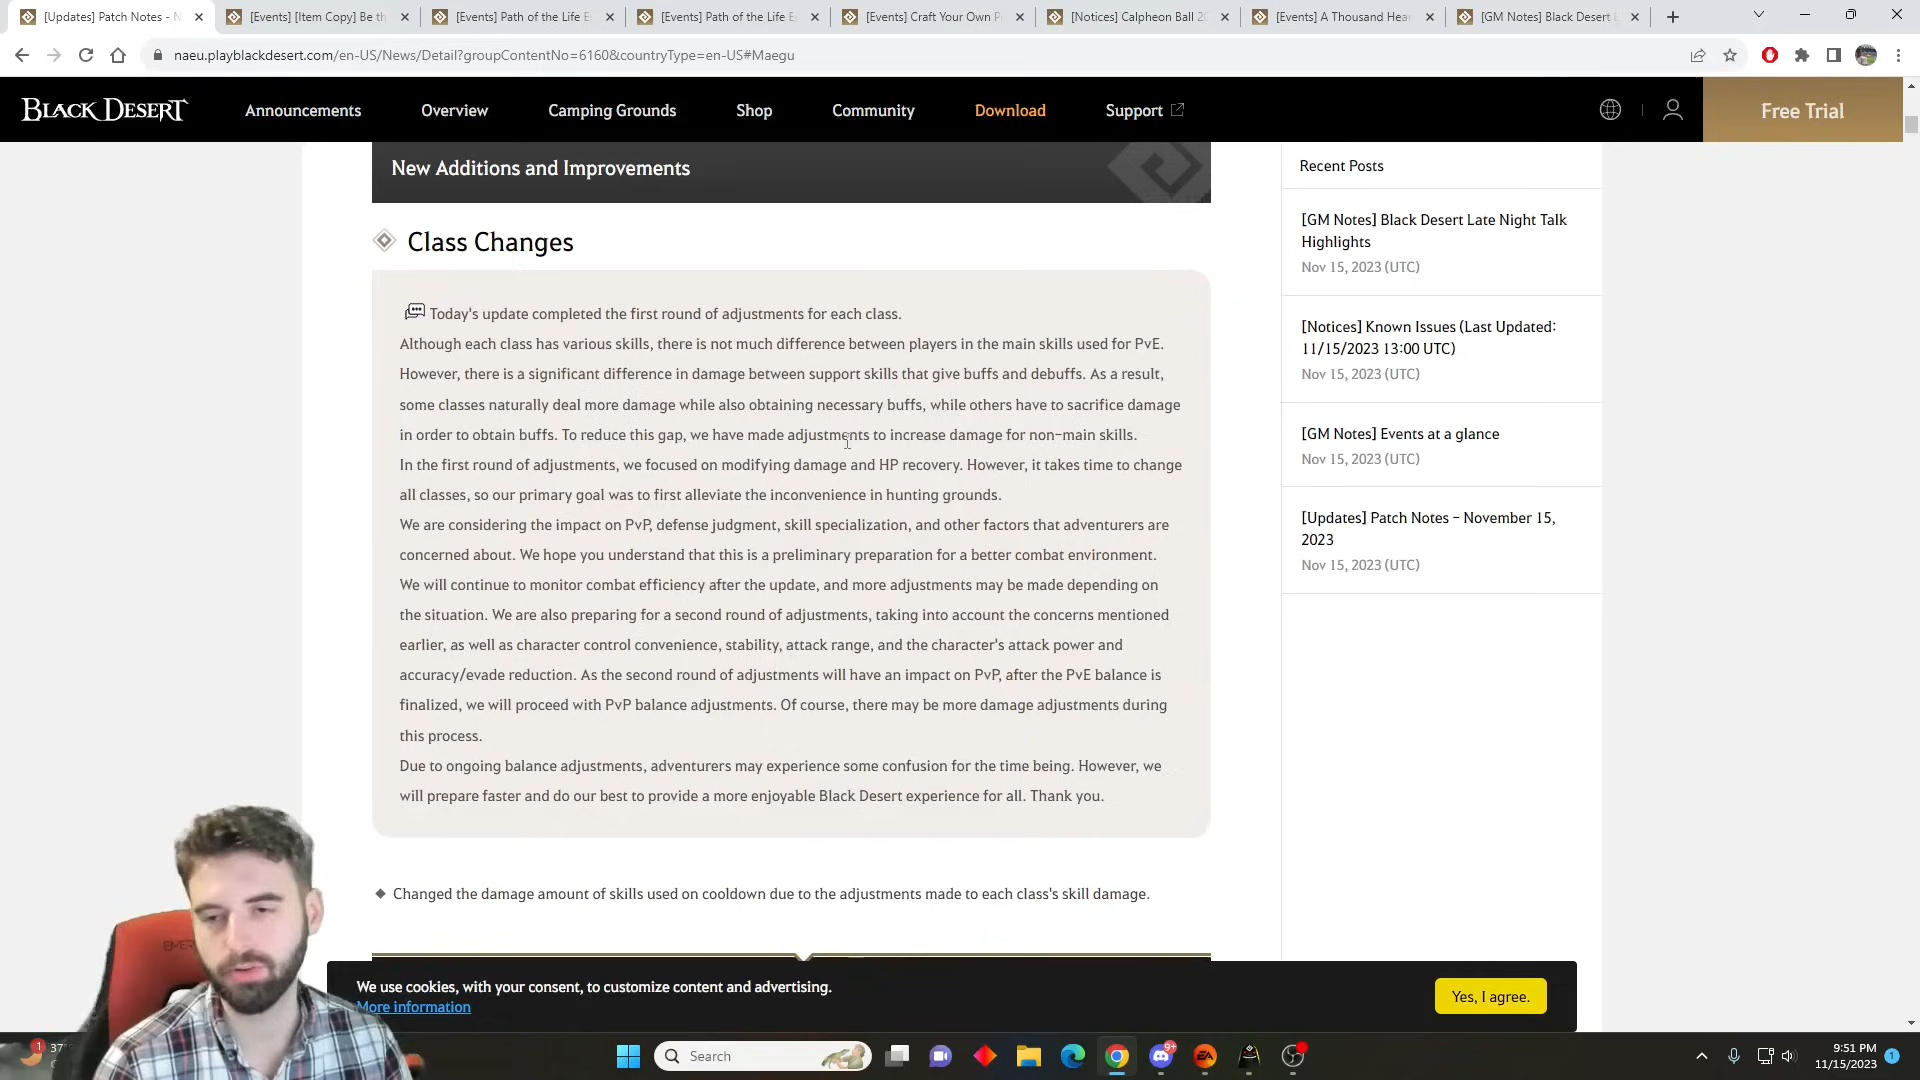 [Updates] Patch Notes - N
[Events] [Item Copy] Be th
[Events] Path of the Life E
[Events] Path of the Life E
[Events] Craft Your Own P
[Notices] Calpheon Ball 20
[Events] A Thousand Hea
[GM Notes] Black Desert L
naeu.playblackdesert.com/en-US/News/Detail?groupContentNo=6160&countryType=en-US#Maegu
BLACK DESERT
Announcements
Overview
Camping Grounds
Shop
Community
Download
Support
Free Trial
New Additions and Improvements
Class Changes
Today's update completed the first round of adjustments for each class.
Although each class has various skills, there is not much difference between players in the main skills used for PvE.
However, there is a significant difference in damage between support skills that give buffs and debuffs. As a result,
some classes naturally deal more damage while also obtaining necessary buffs, while others have to sacrifice damage
in order to obtain buffs. To reduce this gap, we have made adjustments to increase damage for non-main skills.
In the first round of adjustments, we focused on modifying damage and HP recovery. However, it takes time to change
all classes, so our primary goal was to first alleviate the inconvenience in hunting grounds.
We are considering the impact on PvP, defense judgment, skill specialization, and other factors that adventurers are
concerned about. We hope you understand that this is a preliminary preparation for a better combat environment.
We will continue to monitor combat efficiency after the update, and more adjustments may be made depending on
the situation. We are also preparing for a second round of adjustments, taking into account the concerns mentioned
earlier, as well as character control convenience, stability, attack range, and the character's attack power and
accuracy/evade reduction. As the second round of adjustments will have an impact on PvP, after the PvE balance is
finalized, we will proceed with PvP balance adjustments. Of course, there may be more damage adjustments during
this process.
Due to ongoing balance adjustments, adventurers may experience some confusion for the time being. However, we
will prepare faster and do our best to provide a more enjoyable Black Desert experience for all. Thank you.
Changed the damage amount of skills used on cooldown due to the adjustments made to each class's skill damage.
Recent Posts
[GM Notes] Black Desert Late Night Talk
Highlights
Nov 15, 2023 (UTC)
[Notices] Known Issues (Last Updated:
11/15/2023 13:00 UTC)
Nov 15, 2023 (UTC)
[GM Notes] Events at a glance
Nov 15, 2023 (UTC)
[Updates] Patch Notes - November 15,
2023
Nov 15, 2023 (UTC)
We use cookies, with your consent, to customize content and advertising.
More information
Yes, I agree.
1
37°
Search
9+
EA
9:51 PM
11/15/2023
1